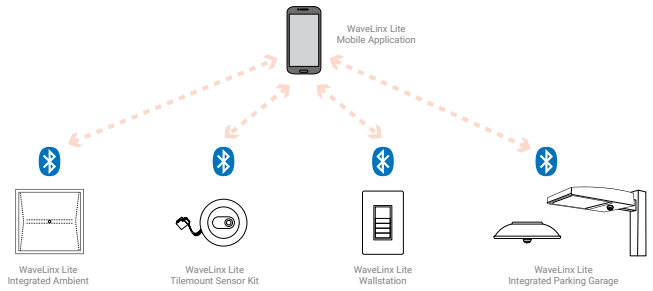 WaveLinx Lite
Mobile Application
WaveLinx Lite
Integrated Ambient
WaveLinx Lite
Tilemount Sensor Kit
WaveLinx Lite
Wallstation
WaveLinx Lite
Integrated Parking Garage